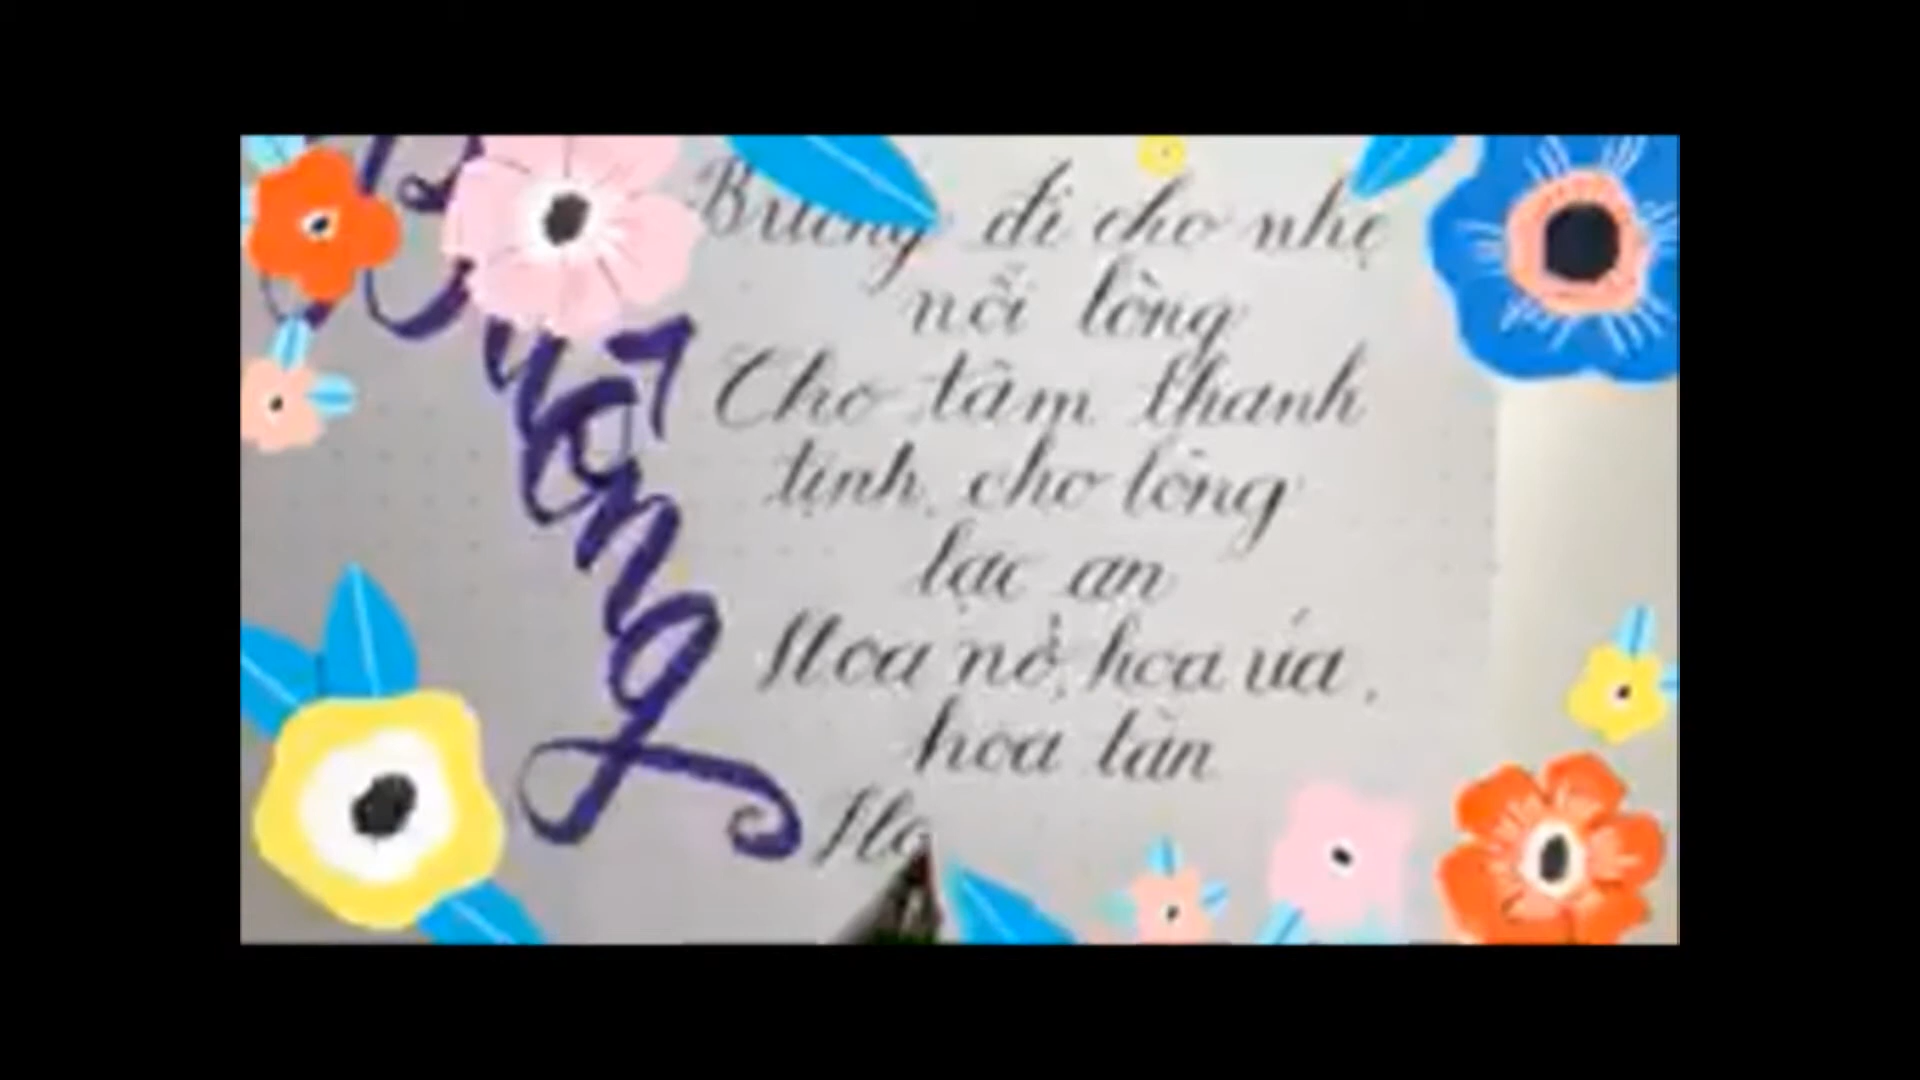 Buông
Buông đi cho nhẹ
nỗi lòng
Cho tâm thanh
tịnh, cho lòng
lạc an
Hoa nở, hoa úa,
hoa tàn
Ho